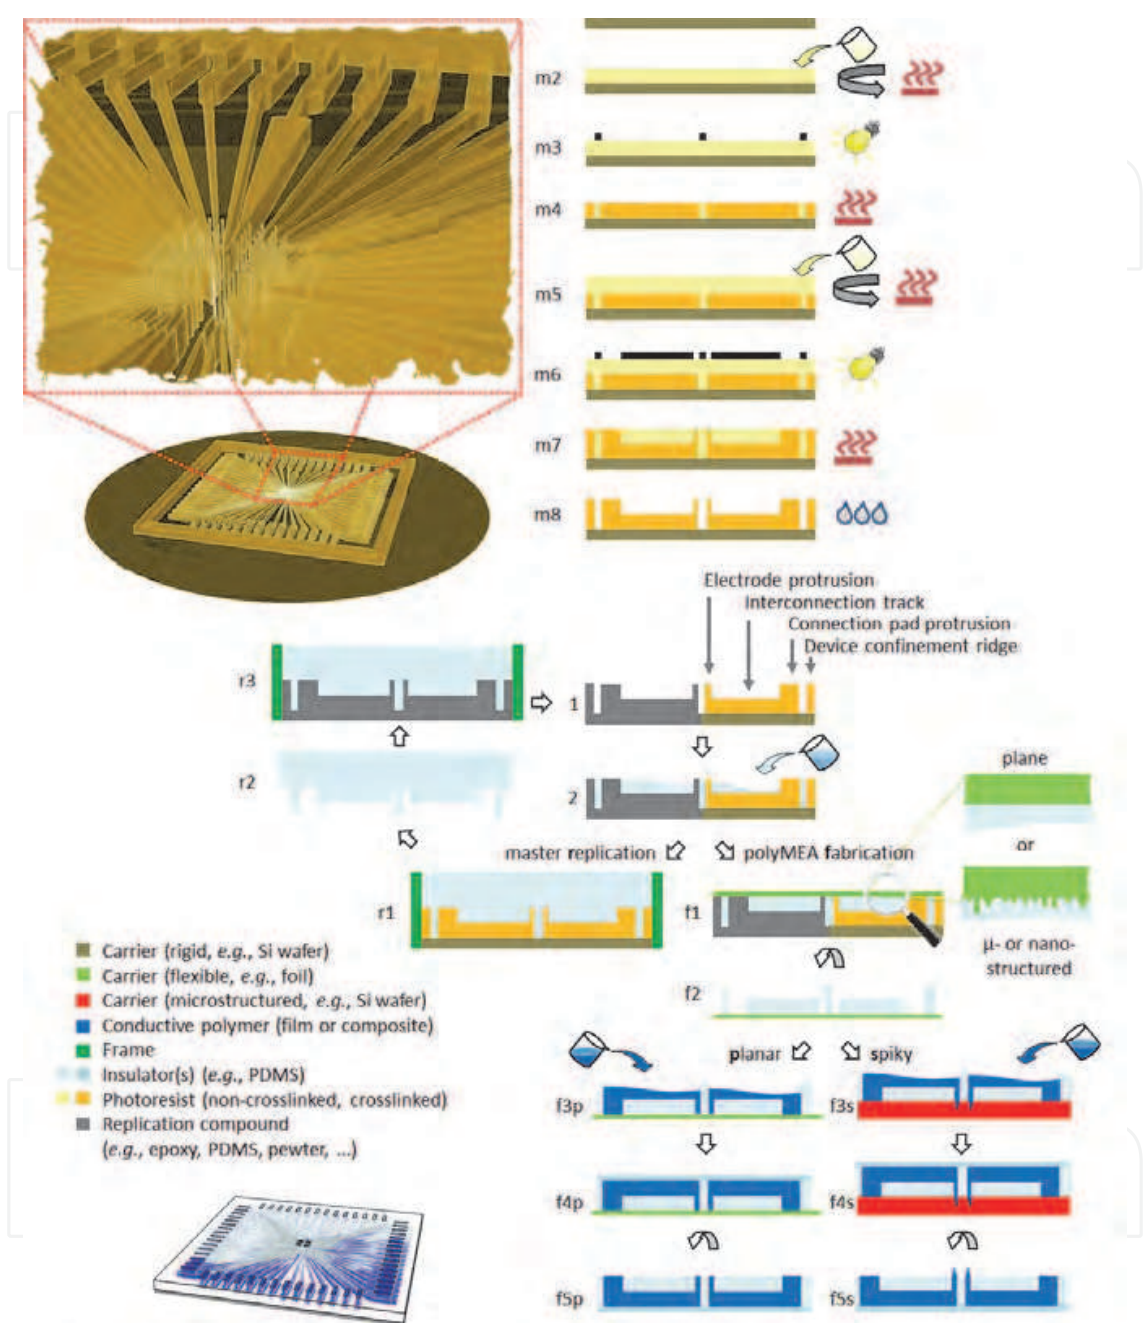 m2
m3
m4
m5
m6
m7
m8
Electrode protrusion
Interconnection track
Connection pad protrusion
Device confinement ridge
r3
1
r2
2
plane
or
μ- or nano-
structured
master replication
polyMEA fabrication
r1
f1
f2
Carrier (rigid, e.g., Si wafer)
Carrier (flexible, e.g., foil)
Carrier (microstructured, e.g., Si wafer)
Conductive polymer (film or composite)
Frame
Insulator(s) (e.g., PDMS)
Photoresist (non-crosslinked, crosslinked)
Replication compound
(e.g., epoxy, PDMS, pewter, ...)
planar
spiky
f3p
f3s
f4p
f4s
f5p
f5s